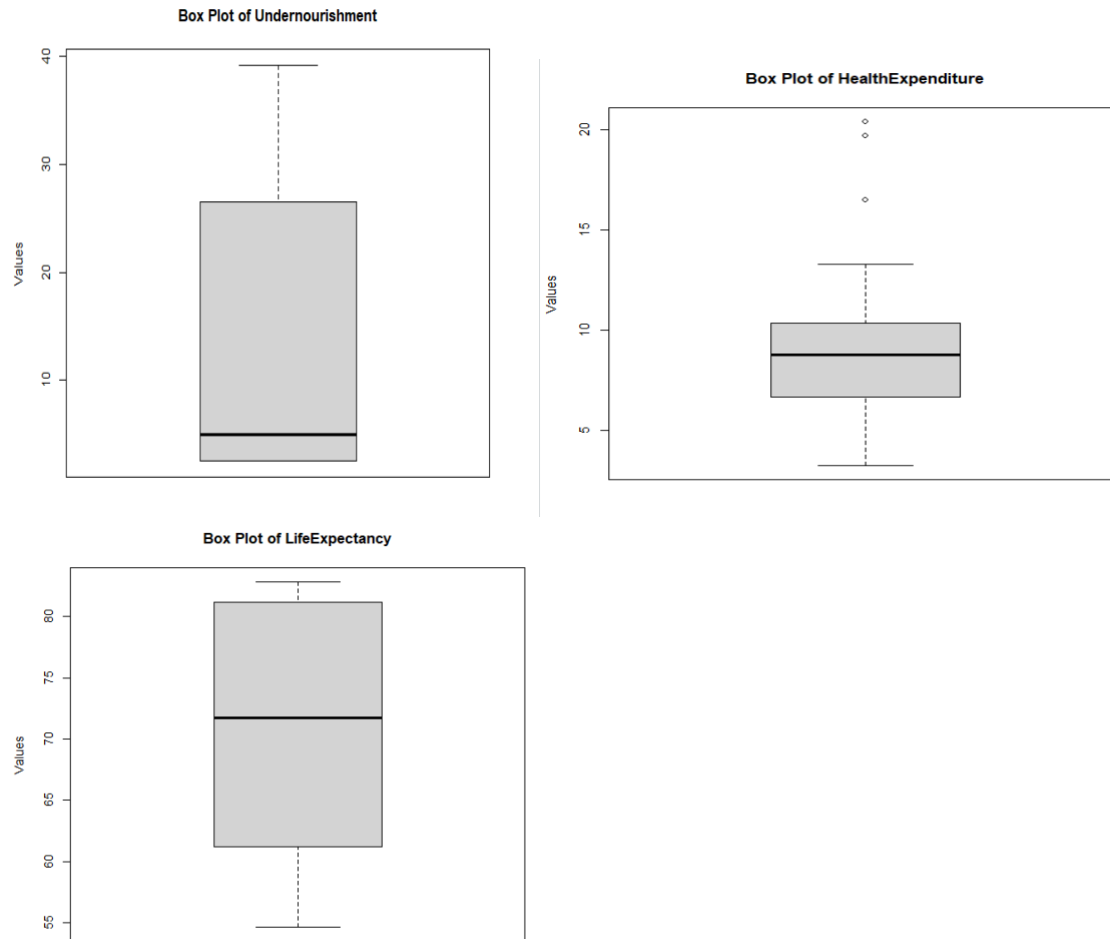 Box Plot of Undernourishment
Values
40
30
20
10
Box Plot of HealthExpenditure
Values
20
15
10
5
Box Plot of LifeExpectancy
Values
80
75
70
65
60
55